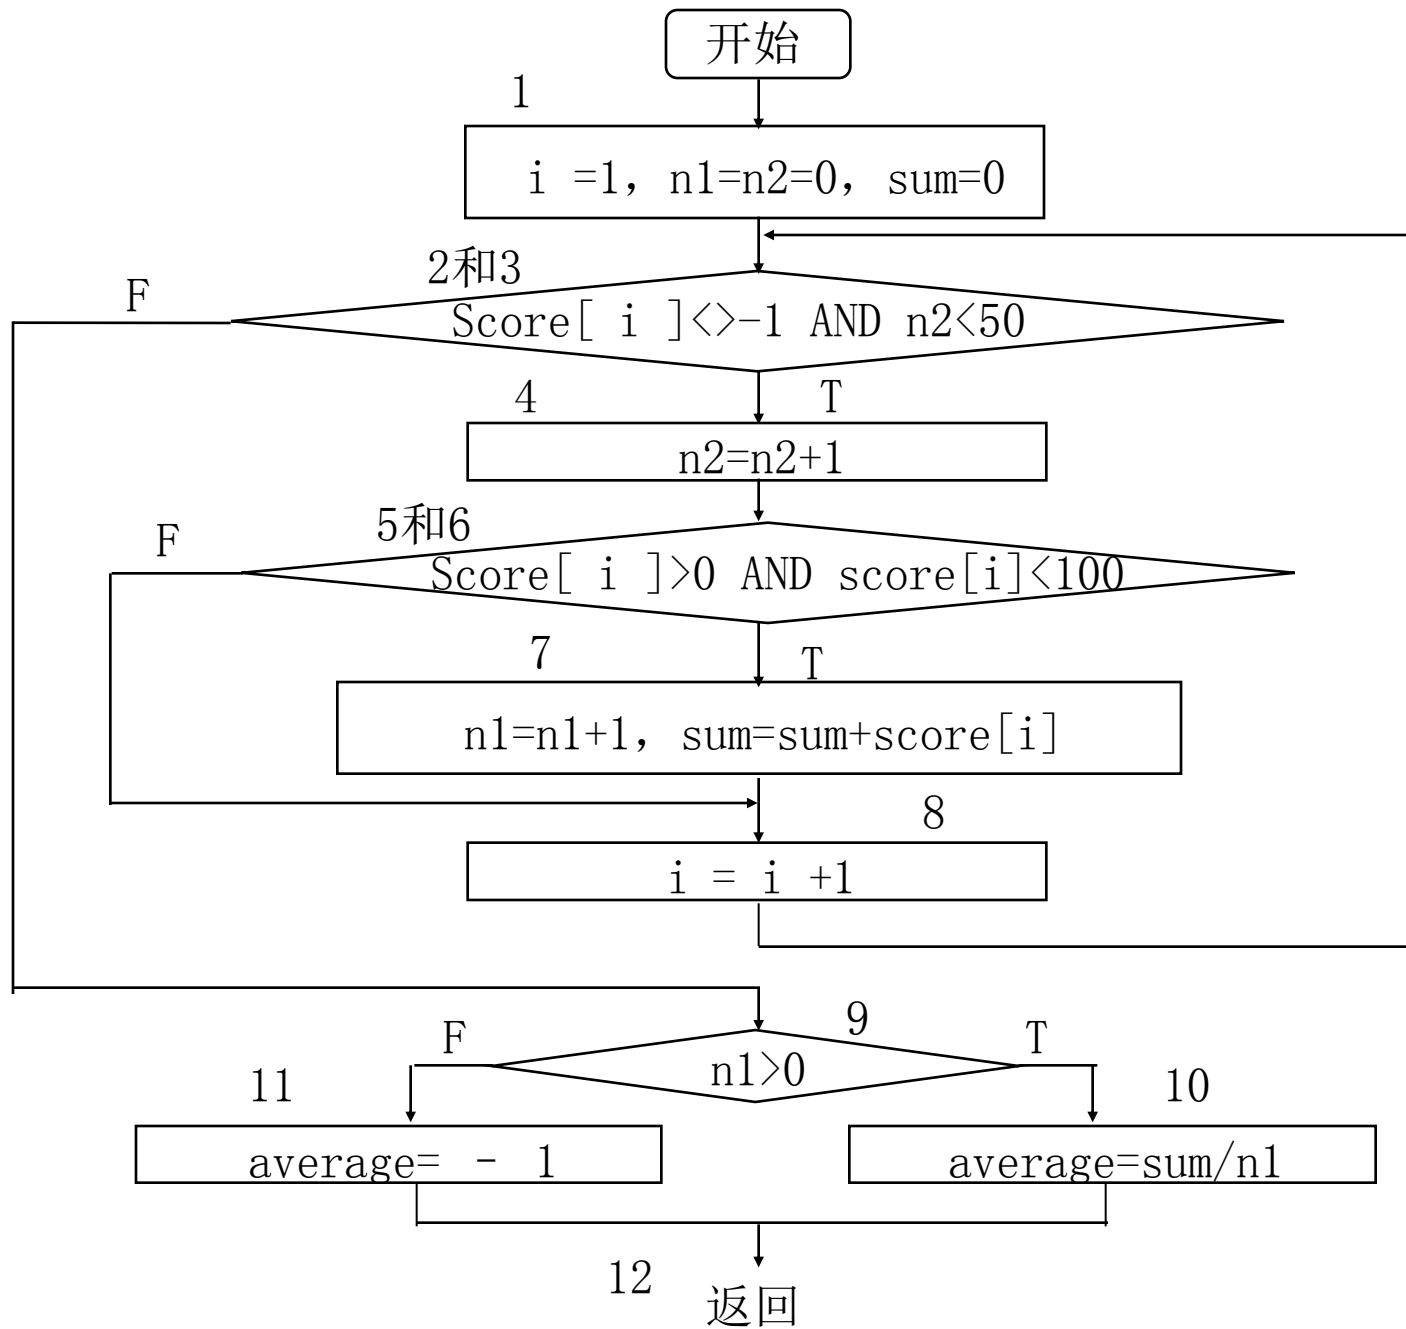 开始
1
i =1, n1=n2=0, sum=0
2和3
F
Score[ i ]<>-1 AND n2<50
4
T
n2=n2+1
5和6
F
Score[ i ]>0 AND score[i]<100
7
T
n1=n1+1, sum=sum+score[i]
8
i = i +1
9
F
T
n1>0
11
10
average= - 1
average=sum/n1
12
返回